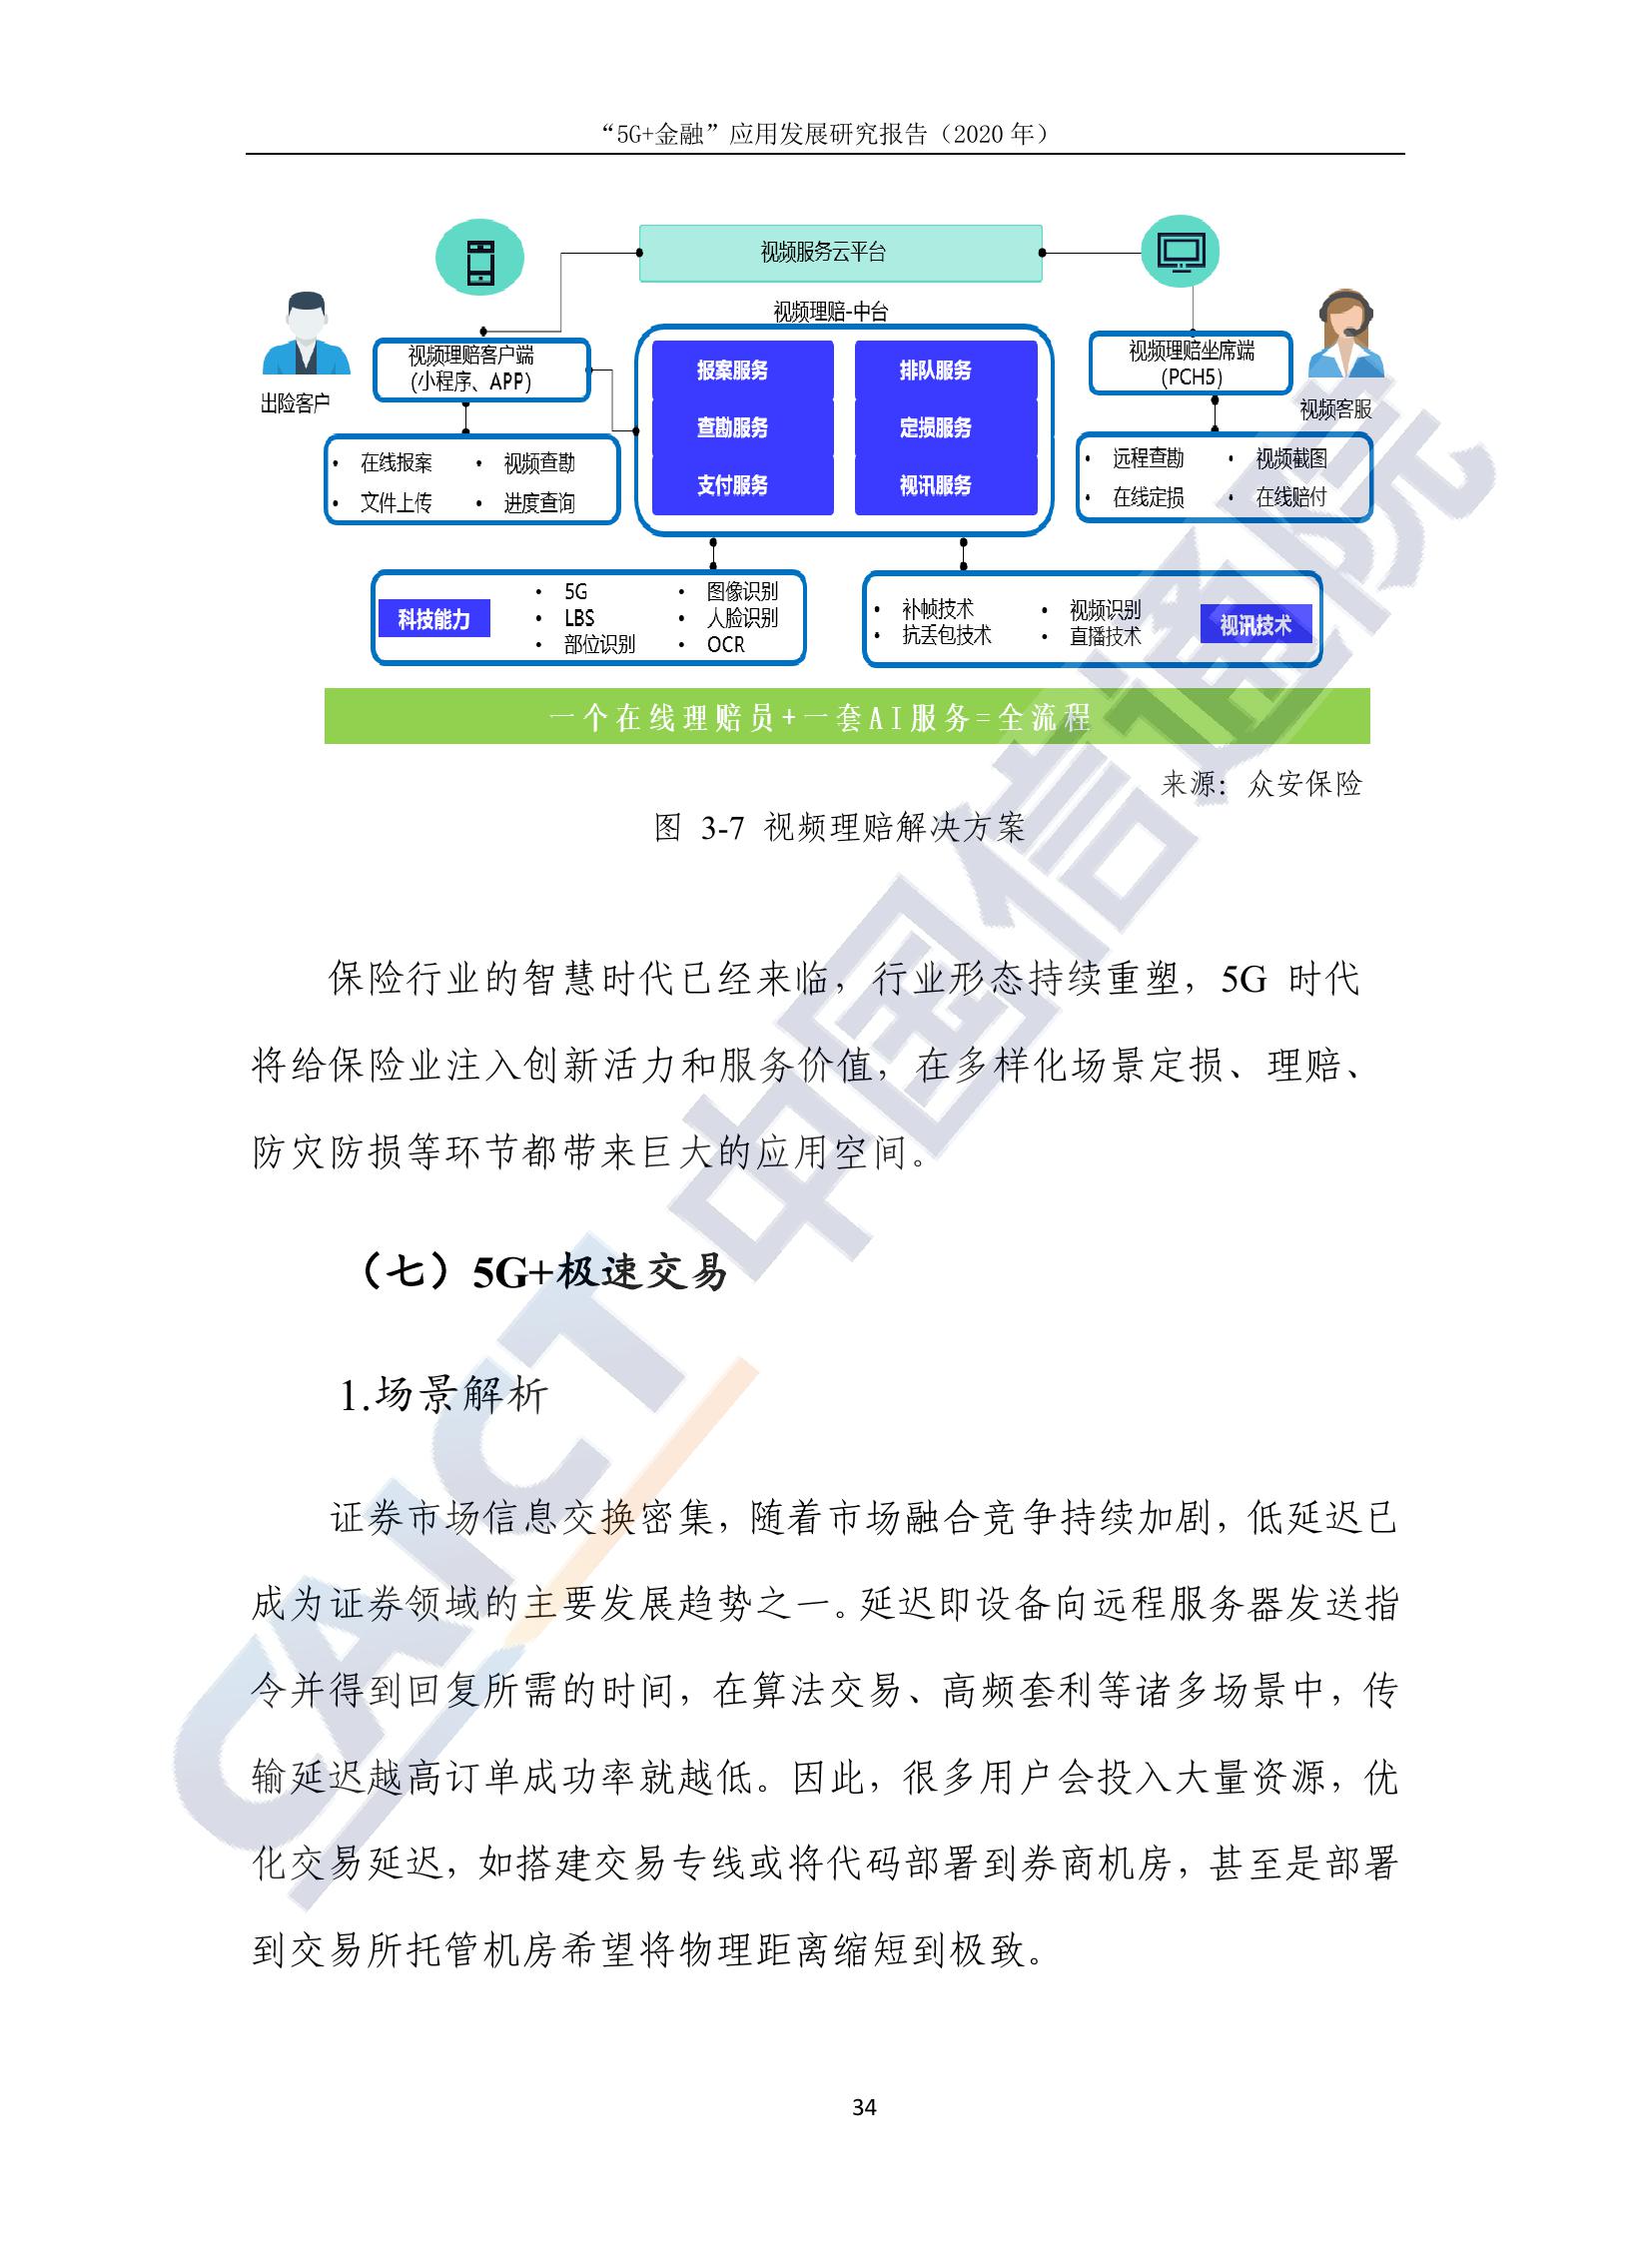 “5G+金融”应用发展研究报告（2020 年）
视频服务云平台
视频理赔-中台
视频理赔客户端
(小程序、APP)
出险客户
• 在线报案 • 视频查勘
• 文件上传 • 进度查询
报案服务 排队服务
查勘服务 定损服务
支付服务 视讯服务
视频理赔坐席端
(PCH5)
视频客服
• 远程查勘 • 视频截图
• 在线定损 • 在线赔付
科技能力
• 5G • 图像识别
• LBS • 人脸识别
• 部位识别 • OCR
• 补帧技术 • 视频识别
• 抗丢包技术 • 直播技术
视讯技术
一个在线理赔员+一套AI服务=全流程
来源：众安保险
图 3-7 视频理赔解决方案
保险行业的智慧时代已经来临，行业形态持续重塑，5G 时代
将给保险业注入创新活力和服务价值，在多样化场景定损、理赔、
防灾防损等环节都带来巨大的应用空间。
（七）5G+极速交易
1.场景解析
证券市场信息交换密集，随着市场融合竞争持续加剧，低延迟已
成为证券领域的主要发展趋势之一。延迟即设备向远程服务器发送指
令并得到回复所需的时间，在算法交易、高频套利等诸多场景中，传
输延迟越高订单成功率就越低。因此，很多用户会投入大量资源，优
化交易延迟，如搭建交易专线或将代码部署到券商机房，甚至是部署
到交易所托管机房希望将物理距离缩短到极致。
34
CAICT 中国信通院